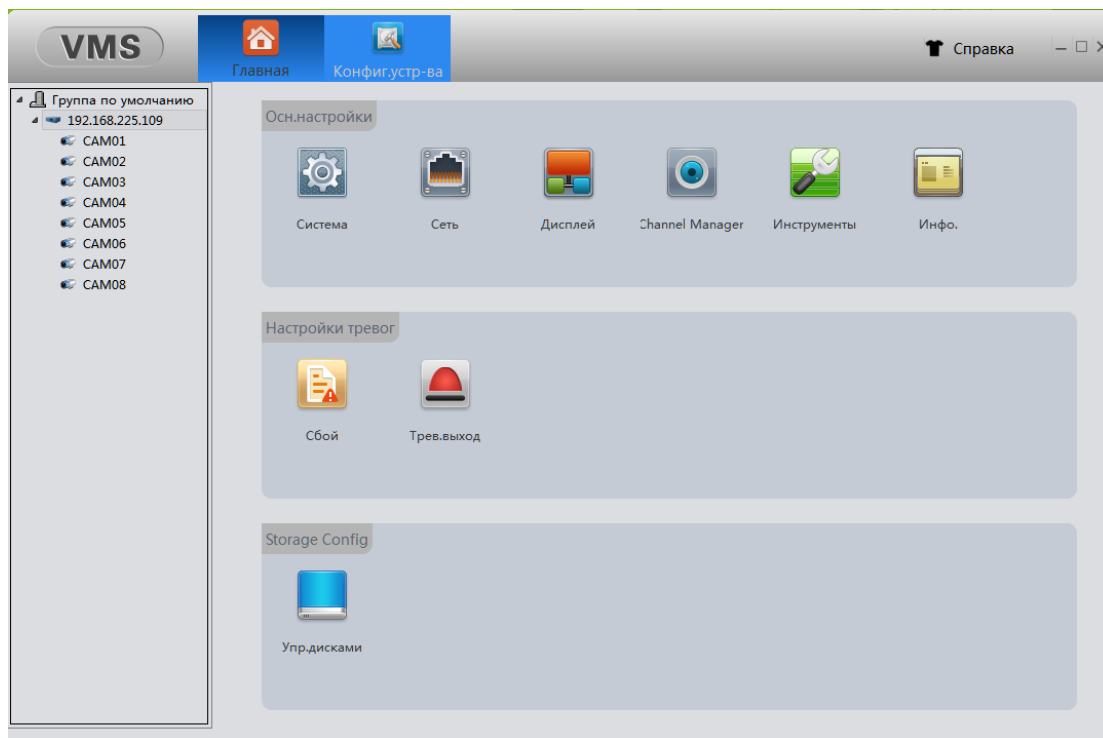 VMS
Главная
Конфиг.устр-ва
Справка
Группа по умолчанию
192.168.225.109
CAM01
CAM02
CAM03
CAM04
CAM05
CAM06
CAM07
CAM08
Осн.настройки
Система
Сеть
Дисплей
Channel Manager
Инструменты
Инфо.
Настройки тревог
Сбой
Трев.выход
Storage Config
Упр.дисками